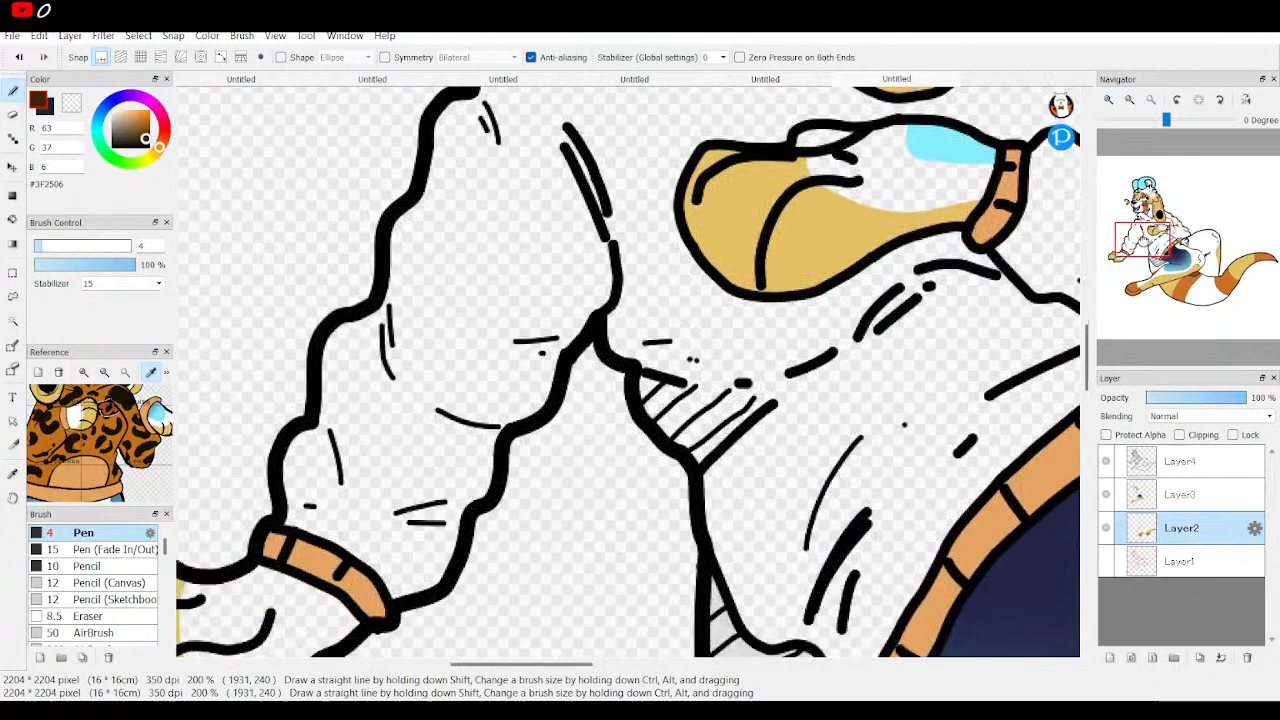 File Edit Layer Filter Select Snap Color Brush View Tool Window Help
Snap Shape Ellipse Symmetry Bilateral Anti-aliasing Stabilizer (Global settings) 0 Zero Pressure on Both Ends
Color
Untitled Untitled Untitled Untitled Untitled Untitled
Navigator
R 63
G 37
B 6
#3F2506
0 Degree
Brush Control
4
100 %
Stabilizer 15
Reference
Brush
4 Pen
15 Pen (Fade In/Out)
10 Pencil
12 Pencil (Canvas)
12 Pencil (Sketchboo
8.5 Eraser
50 AirBrush
Layer
Opacity 100 %
Blending Normal
Protect Alpha Clipping Lock
Layer4
Layer3
Layer2
Layer1
2204 * 2204 pixel (16 * 16cm) 350 dpi 200 % ( 1931, 240 ) Draw a straight line by holding down Shift, Change a brush size by holding down Ctrl, Alt, and dragging
2204 * 2204 pixel (16 * 16cm) 350 dpi 200 % ( 1931, 240 ) Draw a straight line by holding down Shift, Change a brush size by holding down Ctrl, Alt, and dragging